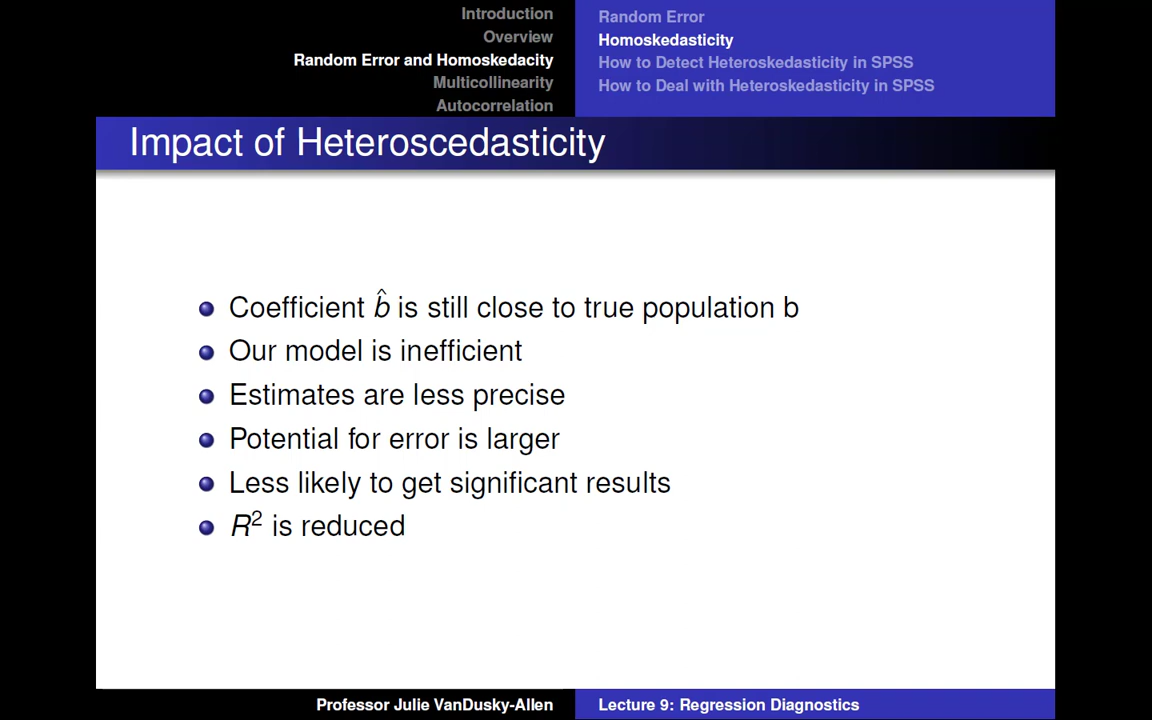 Introduction
Overview
Random Error and Homoskedacity
Multicollinearity
Autocorrelation
Random Error
Homoskedasticity
How to Detect Heteroskedasticity in SPSS
How to Deal with Heteroskedasticity in SPSS
Impact of Heteroscedasticity
Coefficient b̂ is still close to true population b
Our model is inefficient
Estimates are less precise
Potential for error is larger
Less likely to get significant results
R² is reduced
Professor Julie VanDusky-Allen
Lecture 9: Regression Diagnostics